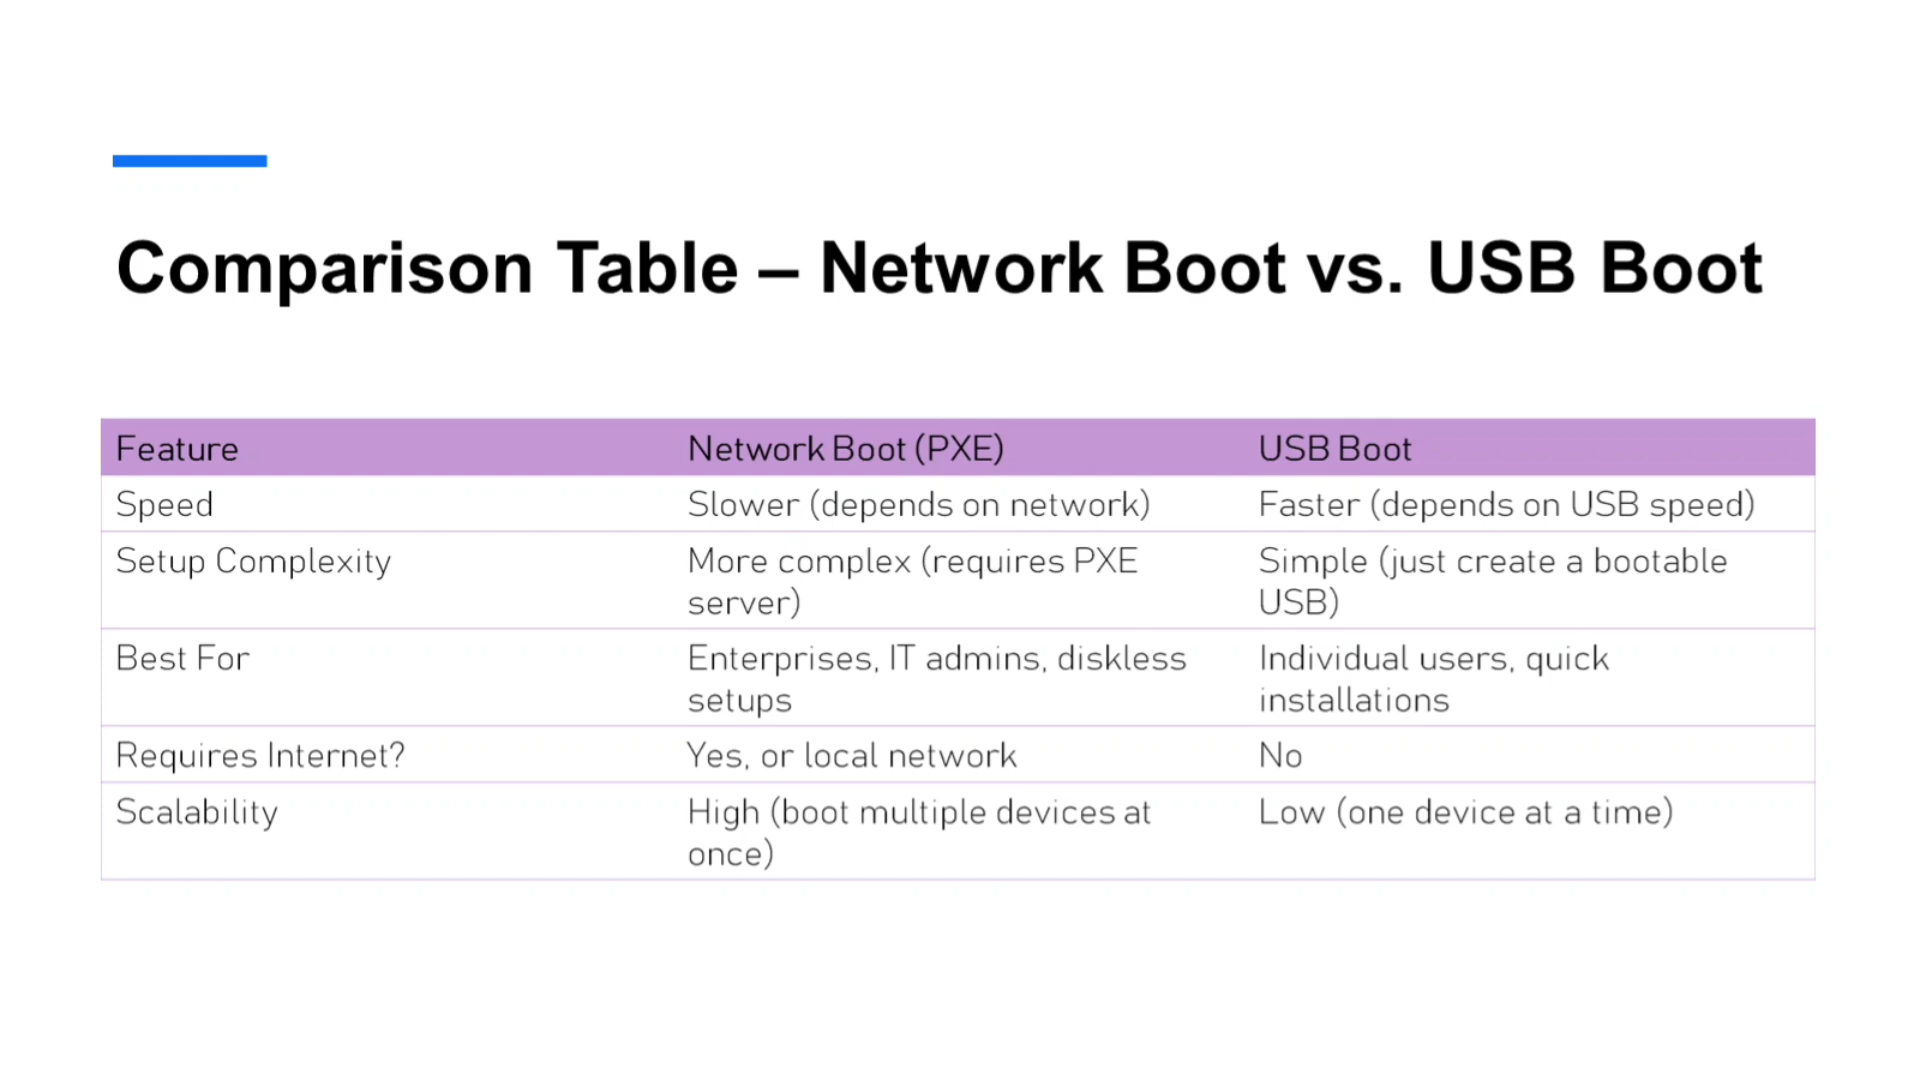 Comparison Table – Network Boot vs. USB Boot
Feature Network Boot (PXE) USB Boot
Speed Slower (depends on network) Faster (depends on USB speed)
Setup Complexity More complex (requires PXE server) Simple (just create a bootable USB)
Best For Enterprises, IT admins, diskless setups Individual users, quick installations
Requires Internet? Yes, or local network No
Scalability High (boot multiple devices at once) Low (one device at a time)